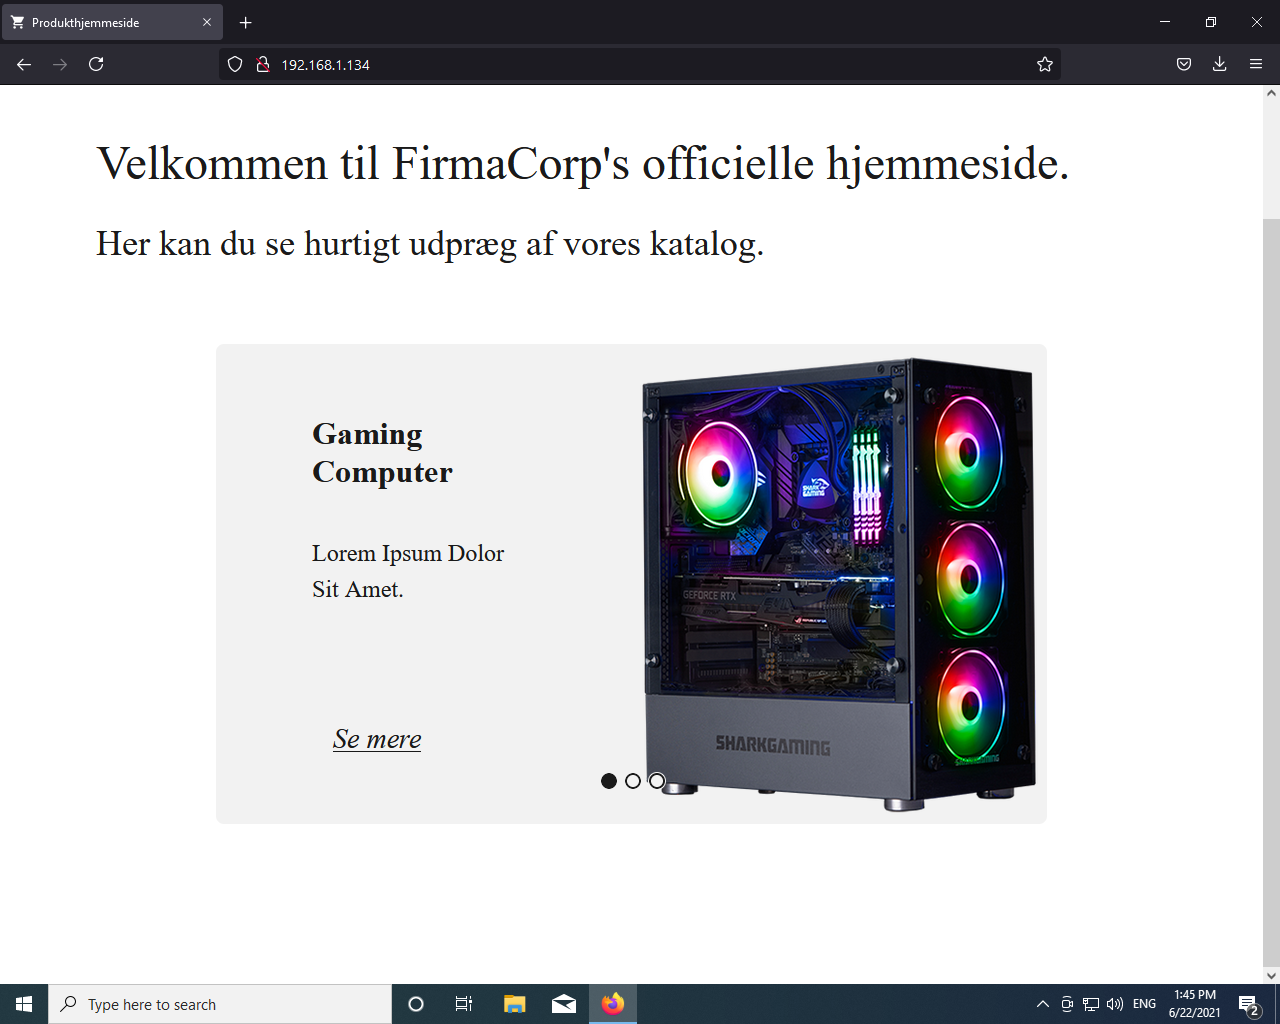 Produkthjemmeside
192.168.1.134
Velkommen til FirmaCorp's officielle hjemmeside.
Her kan du se hurtigt udpræg af vores katalog.
Gaming
Computer
Lorem Ipsum Dolor
Sit Amet.
Se mere
SHARK
GAMING
GEFORCE RTX
SHARKGAMING
Type here to search
ENG
1:45 PM
6/22/2021
2